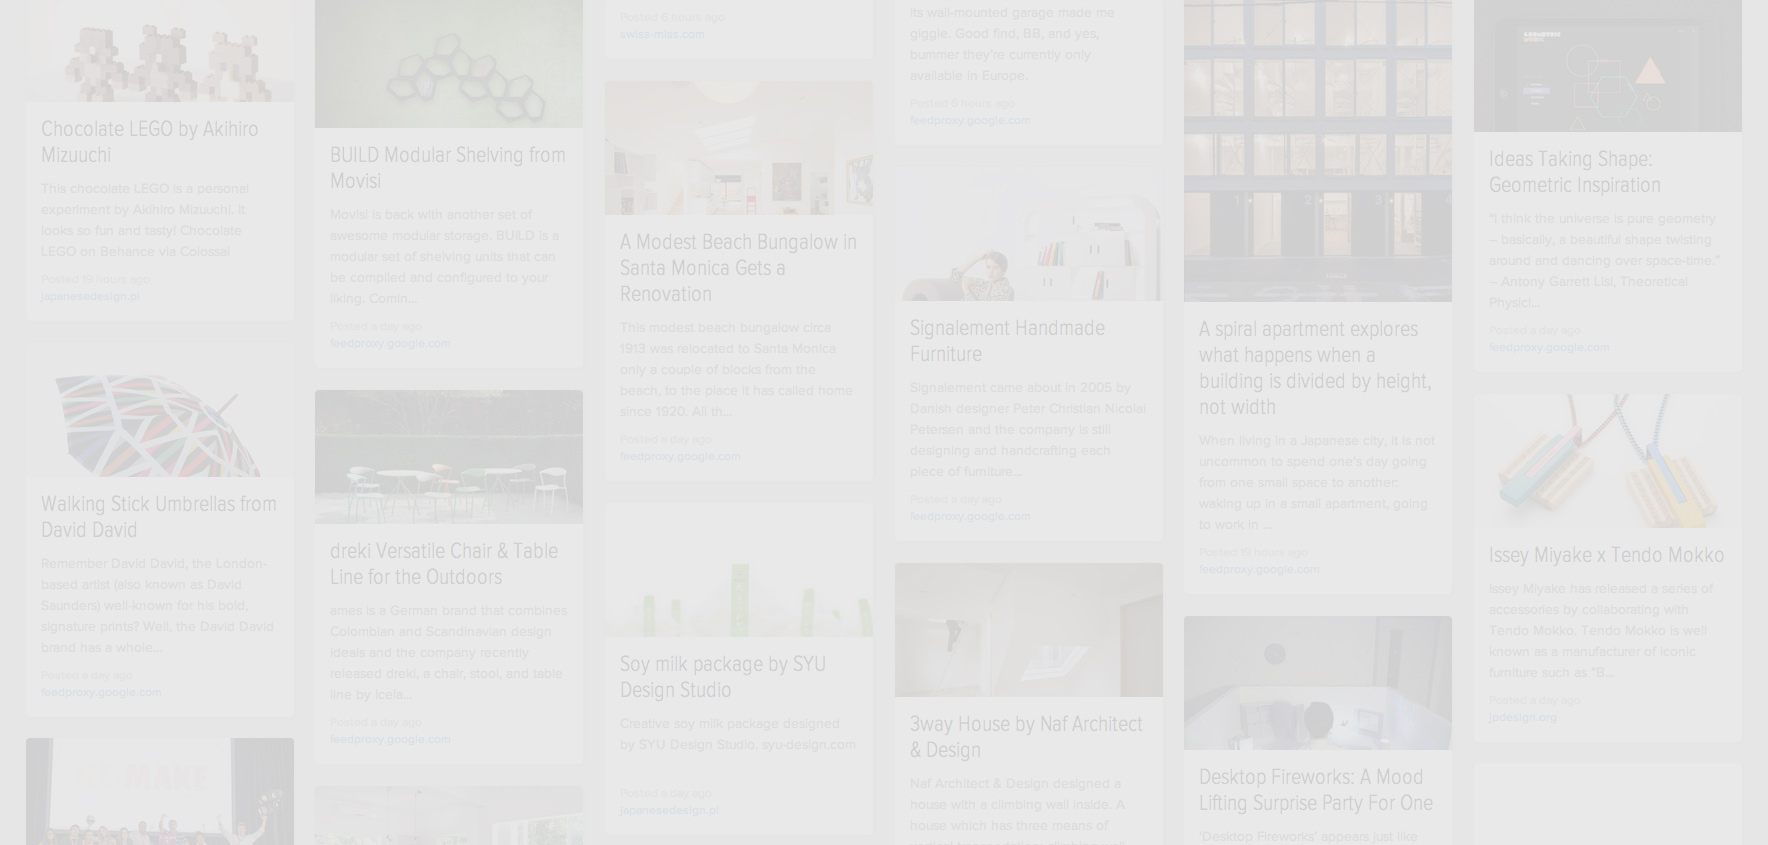 Chocolate LEGO by Akihiro
Mizuuchi
This chocolate LEGO is a personal
experiment by Akihiro Mizuuchi. It
looks so fun and tasty! Chocolate
LEGO on Behance via Colossal
Posted 19 hours ago
japanesedesign.pl
Walking Stick Umbrellas from
David David
Remember David David, the London-
based artist (also known as David
Saunders) well-known for his bold,
signature prints? Well, the David David
brand has a whole...
Posted a day ago
feedproxy.google.com
BUILD Modular Shelving from
Movisi
Movisi is back with another set of
awesome modular storage. BUILD is a
modular set of shelving units that can
be compiled and configured to your
liking. Comin...
Posted a day ago
feedproxy.google.com
dreki Versatile Chair & Table
Line for the Outdoors
ames is a German brand that combines
Colombian and Scandinavian design
ideals and the company recently
released dreki, a chair, stool, and table
line by Icela...
Posted a day ago
feedproxy.google.com
Posted 6 hours ago
swiss-miss.com
A Modest Beach Bungalow in
Santa Monica Gets a
Renovation
This modest beach bungalow circa
1913 was relocated to Santa Monica
only a couple of blocks from the
beach, to the place it has called home
since 1920. All th...
Posted a day ago
feedproxy.google.com
Soy milk package by SYU
Design Studio
Creative soy milk package designed
by SYU Design Studio. syu-design.com
Posted a day ago
japanesedesign.pl
Its wall-mounted garage made me
giggle. Good find, BB, and yes,
bummer they're currently only
available in Europe.
Posted 6 hours ago
feedproxy.google.com
Signalement Handmade
Furniture
Signalement came about in 2005 by
Danish designer Peter Christian Nicolai
Petersen and the company is still
designing and handcrafting each
piece of furniture...
Posted a day ago
feedproxy.google.com
3way House by Naf Architect
& Design
Naf Architect & Design designed a
house with a climbing wall inside. A
house which has three means of
1 2 3 4
A spiral apartment explores
what happens when a
building is divided by height,
not width
When living in a Japanese city, it is not
uncommon to spend one's day going
from one small space to another:
waking up in a small apartment, going
to work in ...
Posted 19 hours ago
feedproxy.google.com
Desktop Fireworks: A Mood
Lifting Surprise Party For One
'Desktop Fireworks' appears just like
Ideas Taking Shape:
Geometric Inspiration
"I think the universe is pure geometry
– basically, a beautiful shape twisting
around and dancing over space-time."
– Antony Garrett Lisi, Theoretical
Physici...
Posted a day ago
feedproxy.google.com
Issey Miyake x Tendo Mokko
Issey Miyake has released a series of
accessories by collaborating with
Tendo Mokko. Tendo Mokko is well
known as a manufacturer of iconic
furniture such as "B...
Posted a day ago
jpdesign.org